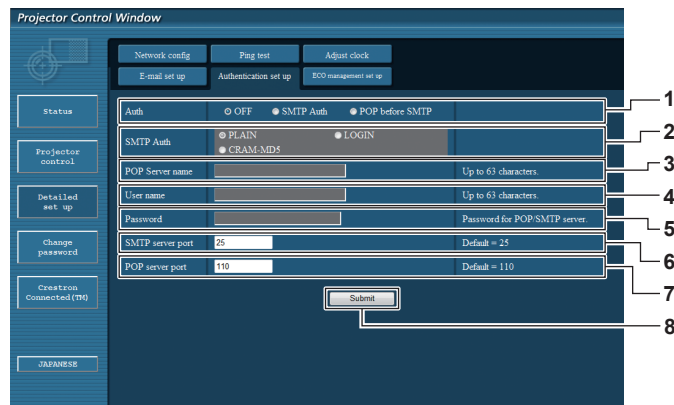 Projector Control Window
Network config
Ping test
Adjust clock
E-mail set up
Authentication set up
ECO management set up
Status
Projector
control
Detailed
set up
Change
password
Crestron
Connected(TM)
JAPANESE
Auth
OFF
SMTP Auth
POP before SMTP
1
SMTP Auth
PLAIN
LOGIN
CRAM-MD5
2
POP Server name
Up to 63 characters.
3
User name
Up to 63 characters.
4
Password
Password for POP/SMTP server.
5
SMTP server port
25
Default = 25
6
POP server port
110
Default = 110
7
Submit
8